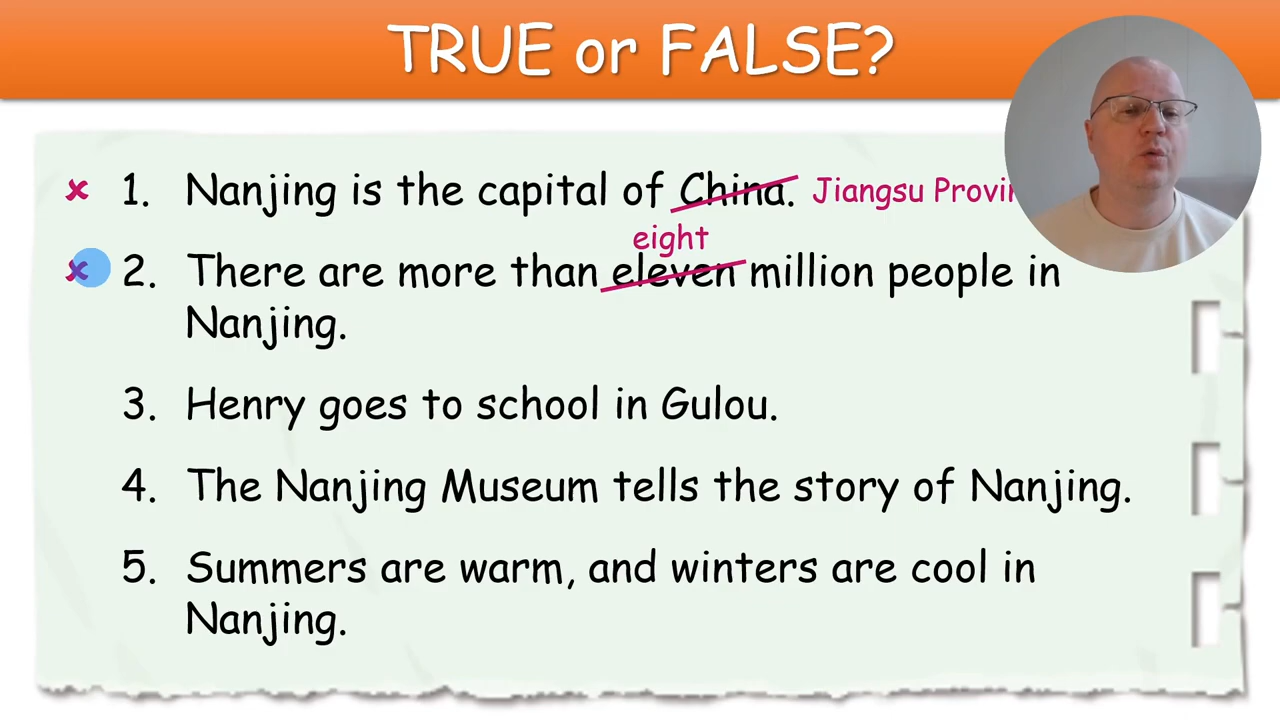 TRUE or FALSE?
1. Nanjing is the capital of China. Jiangsu
eight
2. There are more than eleven million people in
Nanjing.
3. Henry goes to school in Gulou.
4. The Nanjing Museum tells the story of Nanjing.
5. Summers are warm, and winters are cool in
Nanjing.